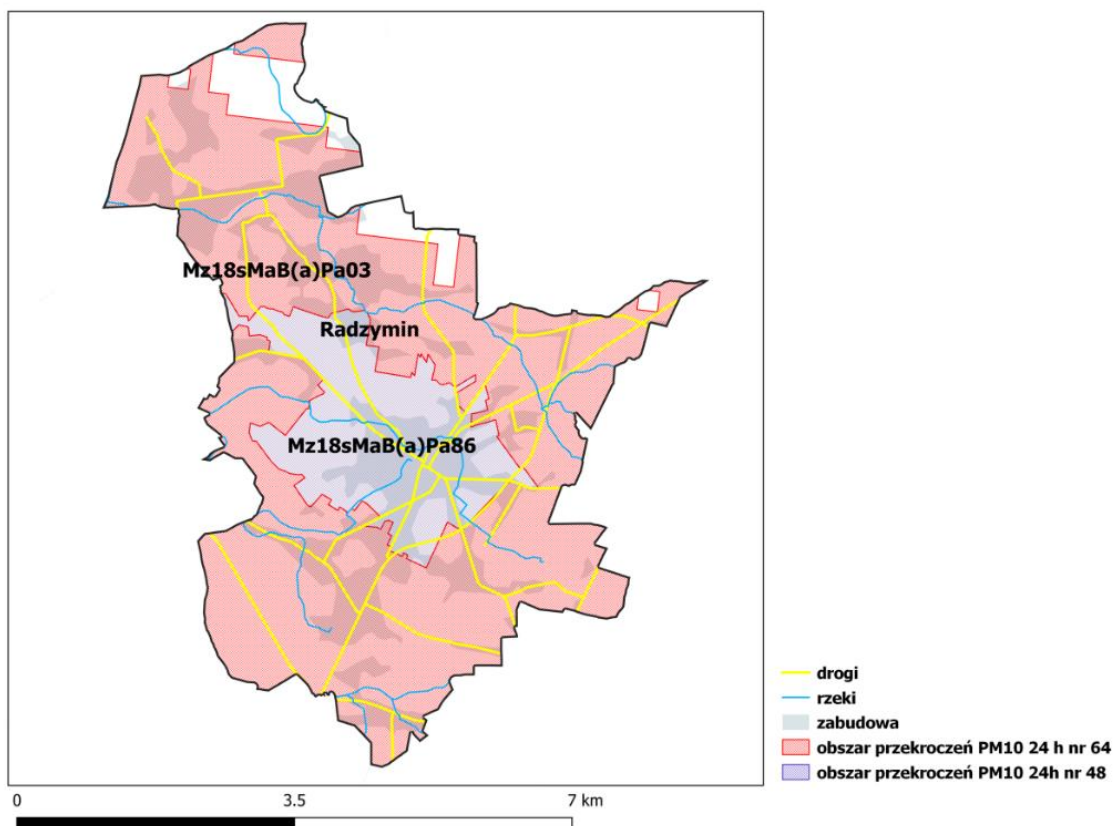 Mz18sMaB(a)Pa03
Radzymin
Mz18sMaB(a)Pa86
drogi
rzeki
zabudowa
obszar przekroczeń PM10 24 h nr 64
obszar przekroczeń PM10 24h nr 48
0 3.5 7 km